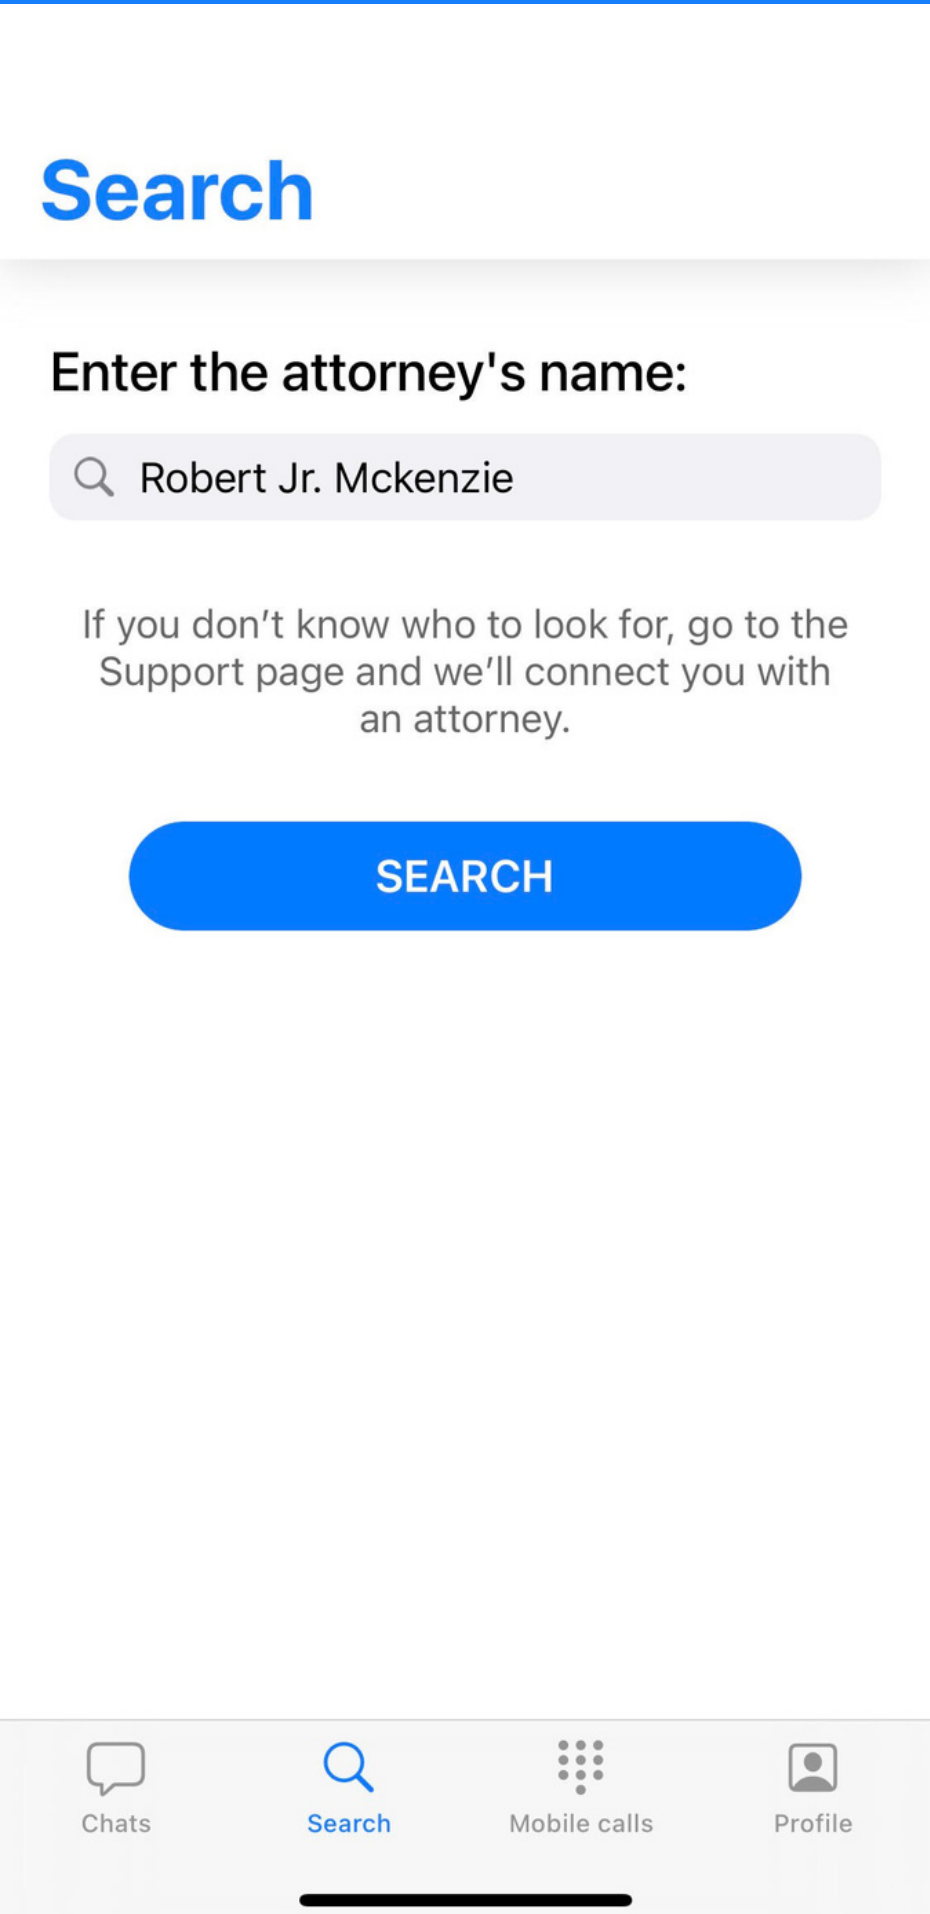 Search
Enter the attorney's name:
Robert Jr. Mckenzie
If you don’t know who to look for, go to the
Support page and we’ll connect you with
an attorney.
SEARCH
Chats
Search
Mobile calls
Profile